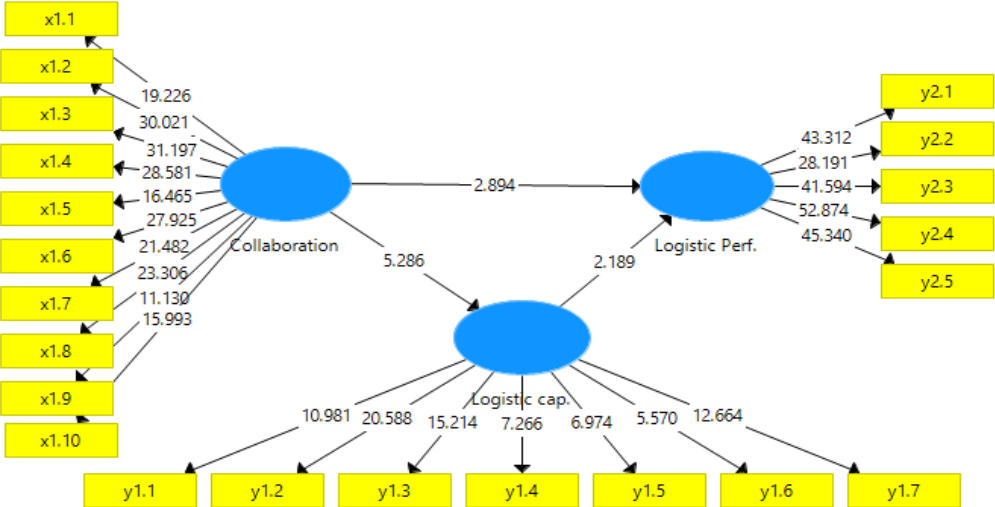 x1.1
x1.2
x1.3
x1.4
x1.5
x1.6
x1.7
x1.8
x1.9
x1.10
19.226
30.021
31.197
28.581
16.465
27.925
21.482
23.306
11.130
15.993
Collaboration
2.894
5.286
2.189
Logistic Perf.
43.312
28.191
41.594
52.874
45.340
y2.1
y2.2
y2.3
y2.4
y2.5
Logistic cap.
10.981
20.588
15.214
7.266
6.974
5.570
12.664
y1.1
y1.2
y1.3
y1.4
y1.5
y1.6
y1.7